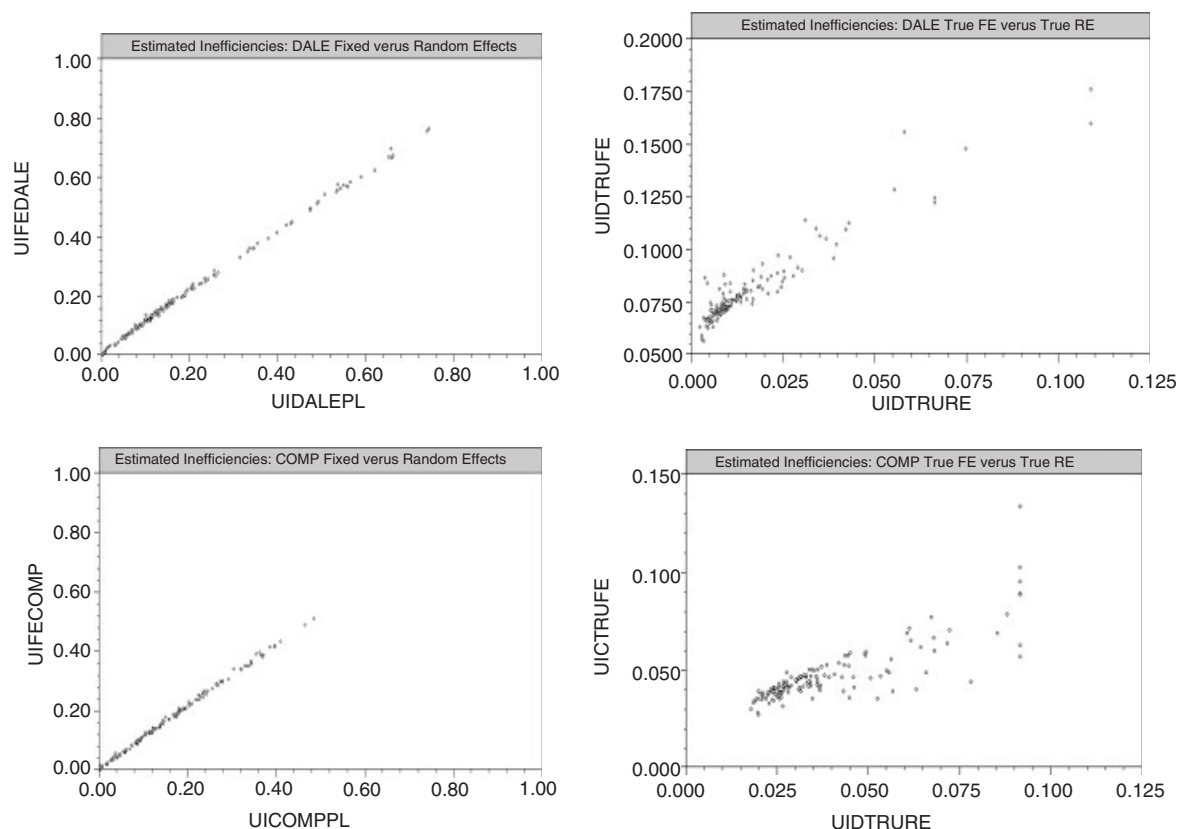 Estimated Inefficiencies: DALE Fixed versus Random Effects
1.00
0.80
0.60
0.40
0.20
0.00
UIFEDALE
0.00 0.20 0.40 0.60 0.80 1.00
UIDALEPL
Estimated Inefficiencies: DALE True FE versus True RE
0.2000
0.1750
0.1500
0.1250
0.1000
0.0750
0.0500
UIDTRUFE
0.000 0.025 0.050 0.075 0.100 0.125
UIDTRURE
Estimated Inefficiencies: COMP Fixed verus Random Effects
1.00
0.80
0.60
0.40
0.20
0.00
UIFECOMP
0.00 0.20 0.40 0.60 0.80 1.00
UICOMPPL
Estimated Inefficiencies: COMP True FE verus True RE
0.150
0.100
0.050
0.000
UICTRUFE
0.000 0.025 0.050 0.075 0.100 0.125
UIDTRURE